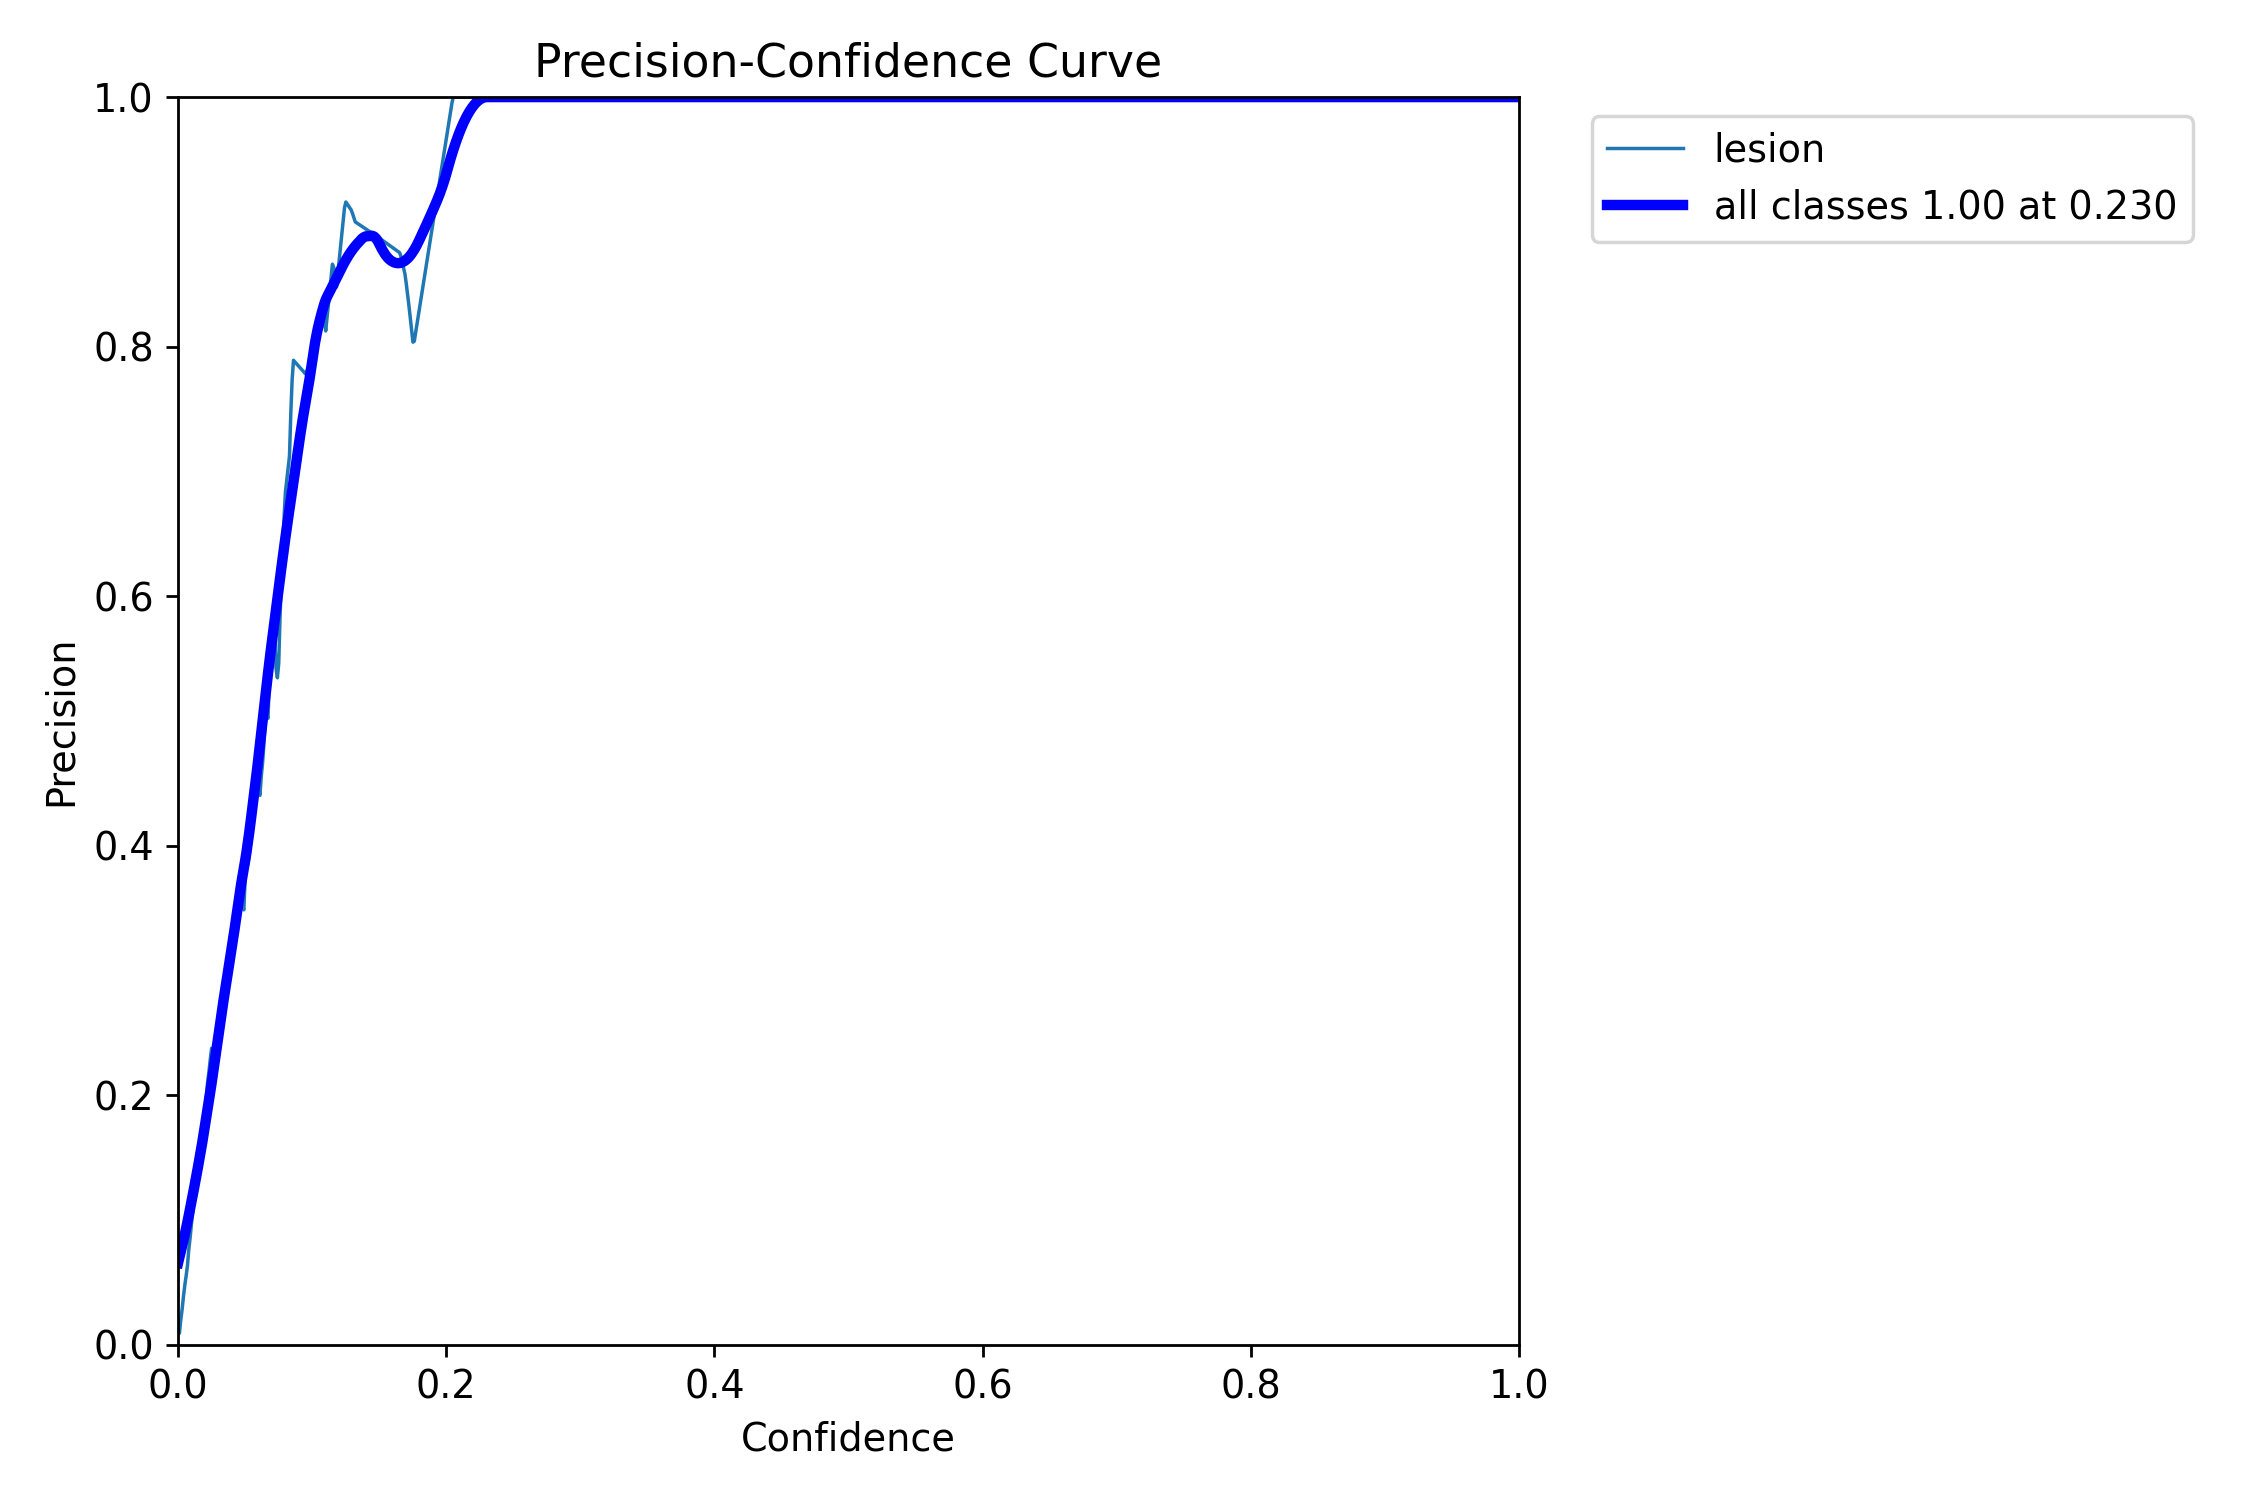 Precision-Confidence Curve
1.0
0.8
0.6
0.4
0.2
0.0
Precision
0.0 0.2 0.4 0.6 0.8 1.0
Confidence
lesion
all classes 1.00 at 0.230